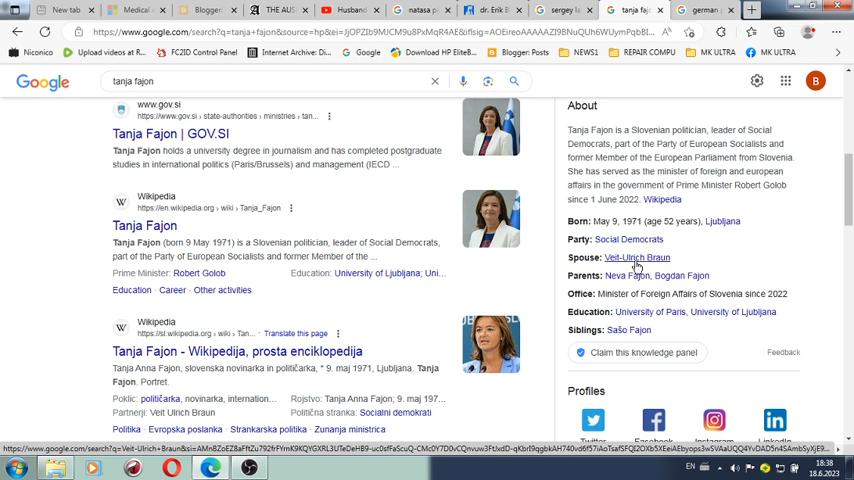 New tab
Medical
Blogger:
THE AUS
Husband
natasa p
dr. Erik B
sergey la
tanja fajo
german p
https://www.google.com/search?q=tanja+fajon&source=hp&ei=
Niconico
Upload videos at r...
FC2ID Control Panel
Internet Archive: Di...
Google
Download HP EliteB...
Blogger: Posts
NEWS1
REPAIR COMPU
MK ULTRA
MK ULTRA
Google
tanja fajon
B
www.gov.si
https://www.gov.si › state-authorities › ministries › tan...
Tanja Fajon | GOV.SI
Tanja Fajon holds a university degree in journalism and has completed postgraduate
studies in international politics (Paris/Brussels) and management (IECD ...
W
Wikipedia
https://en.wikipedia.org › wiki › Tanja_Fajon
Tanja Fajon
Tanja Fajon (born 9 May 1971) is a Slovenian politician, leader of Social Democrats,
part of the Party of European Socialists and former Member of the ...
Prime Minister: Robert Golob
Education: University of Ljubljana; Uni...
Education · Career · Other activities
W
Wikipedia
https://sl.wikipedia.org › wiki › Tan... · Translate this page
Tanja Fajon - Wikipedija, prosta enciklopedija
Tanja Anna Fajon, slovenska novinarka in političarka, * 9. maj 1971, Ljubljana. Tanja
Fajon. Portret.
Poklic: političarka, novinarka, internation...
Rojstvo: Tanja Anna Fajon; 9. maj 197...
Partnerji: Veit Ulrich Braun
Politična stranka: Socialni demokrati
Politika · Evropska poslanka · Strankarska politika · Zunanja ministrica
About
Tanja Fajon is a Slovenian politician, leader of Social
Democrats, part of the Party of European Socialists and
former Member of the European Parliament from Slovenia.
She has served as the minister of foreign and european
affairs in the government of Prime Minister Robert Golob
since 1 June 2022. Wikipedia
Born: May 9, 1971 (age 52 years), Ljubljana
Party: Social Democrats
Spouse: Veit-Ulrich Braun
Parents: Neva Fajon, Bogdan Fajon
Office: Minister of Foreign Affairs of Slovenia since 2022
Education: University of Paris, University of Ljubljana
Siblings: Sašo Fajon
Claim this knowledge panel
Feedback
Profiles
Twitter
Facebook
Instagram
LinkedIn
EN
18:38
18.6.2023